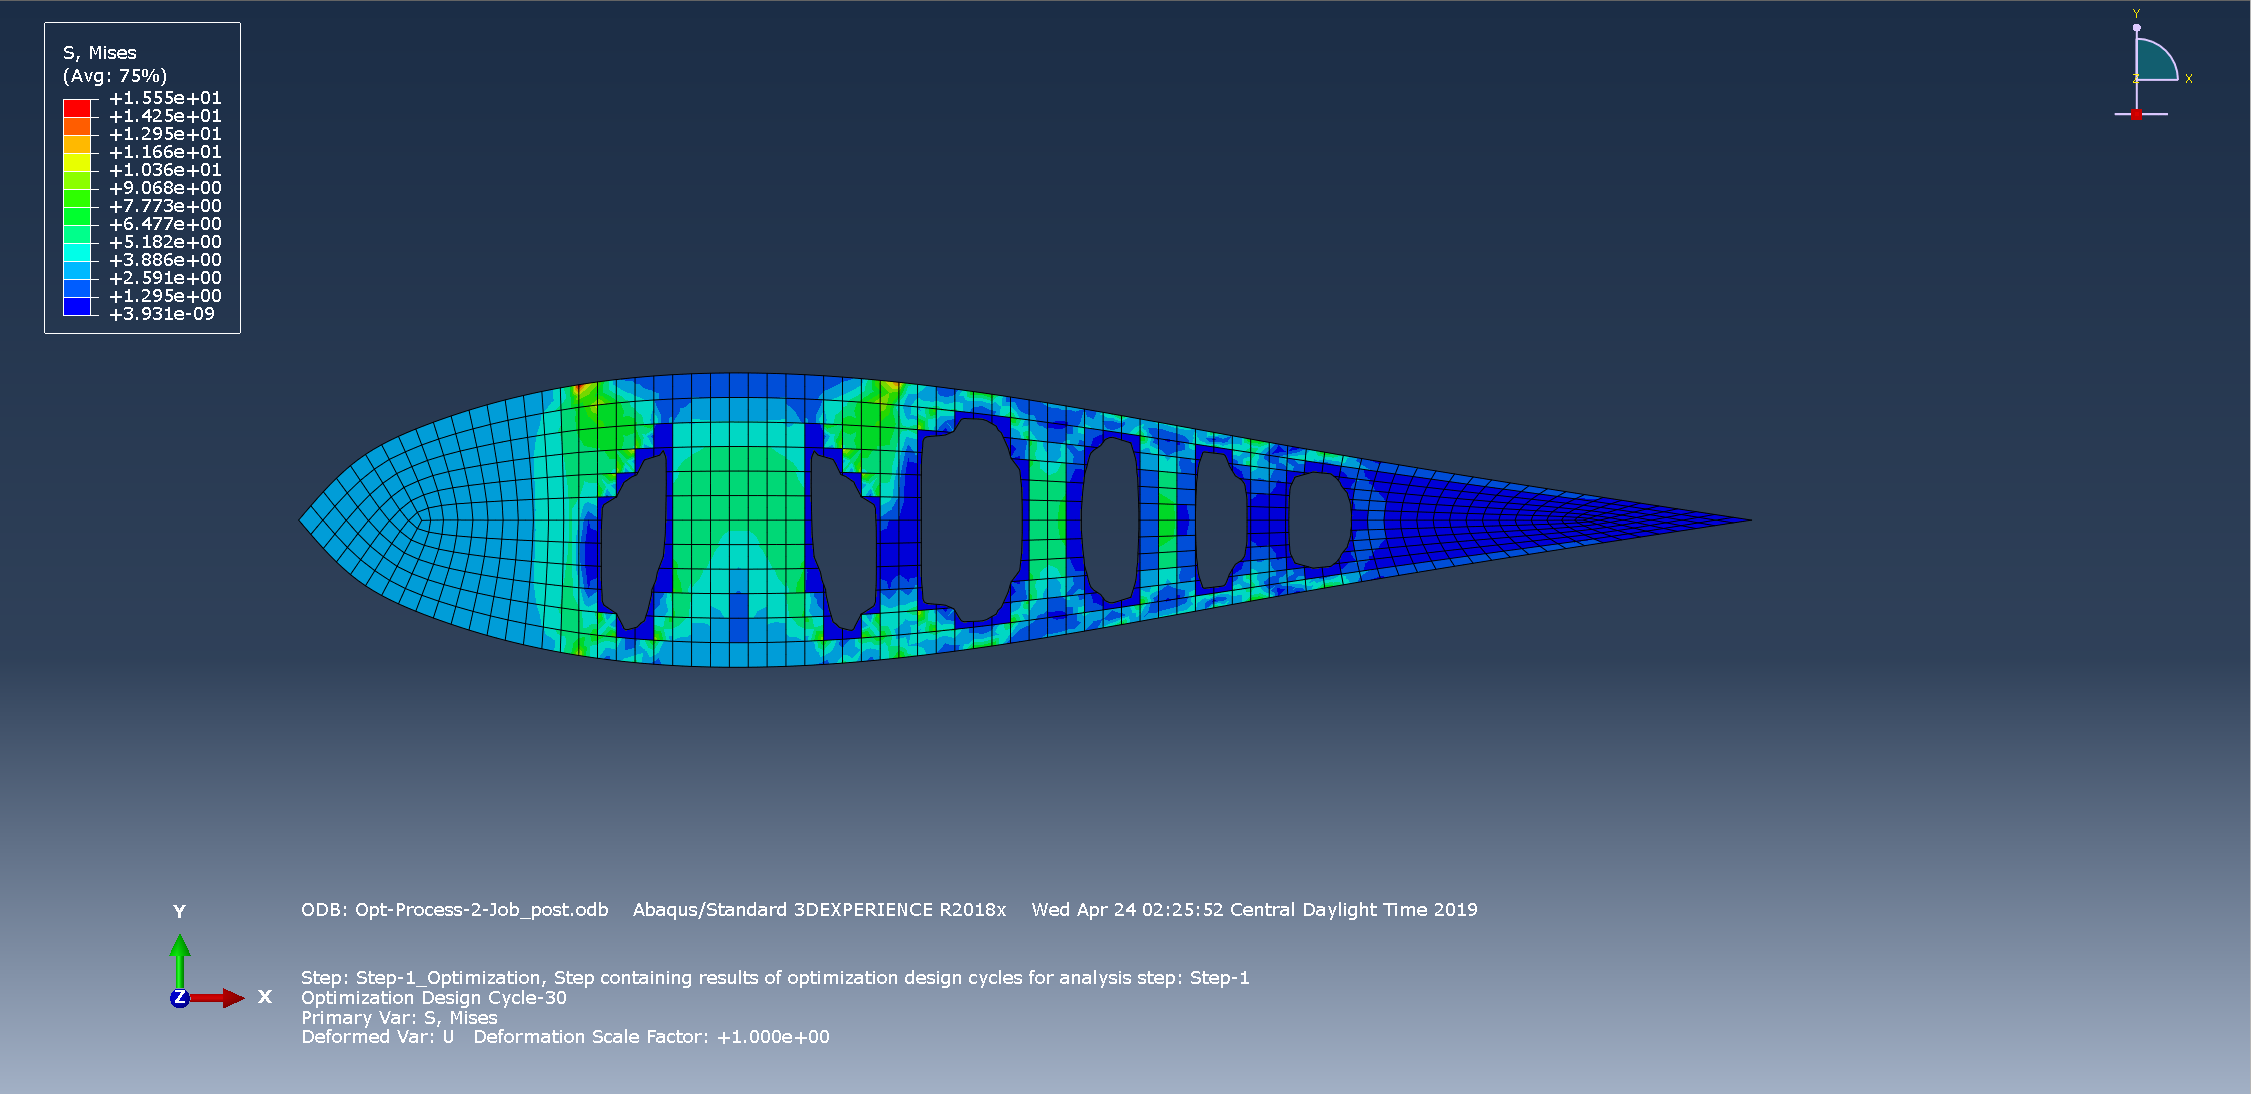 S, Mises
(Avg: 75%)
+1.555e+01
+1.425e+01
+1.295e+01
+1.166e+01
+1.036e+01
+9.068e+00
+7.773e+00
+6.477e+00
+5.182e+00
+3.886e+00
+2.591e+00
+1.295e+00
+3.931e-09
Y
Z X
Y
Z X
ODB: Opt-Process-2-Job_post.odb Abaqus/Standard 3DEXPERIENCE R2018x Wed Apr 24 02:25:52 Central Daylight Time 2019
Step: Step-1_Optimization, Step containing results of optimization design cycles for analysis step: Step-1
Optimization Design Cycle-30
Primary Var: S, Mises
Deformed Var: U Deformation Scale Factor: +1.000e+00